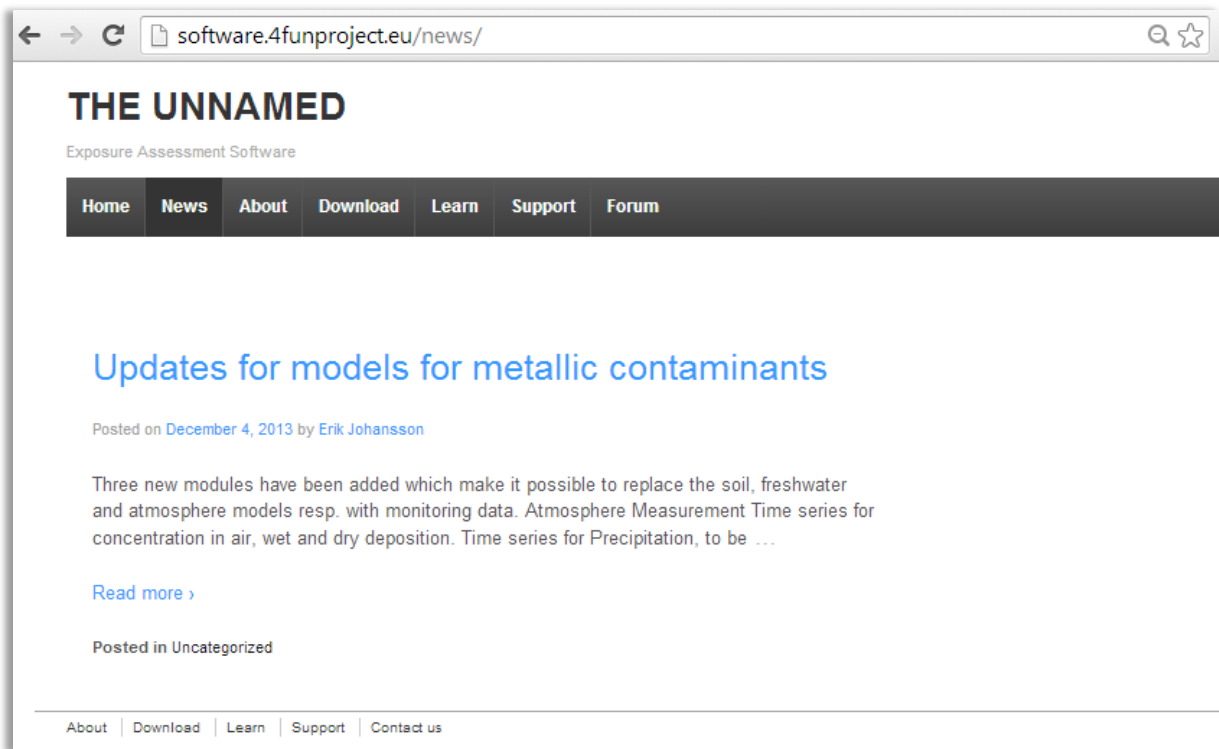 software.4funproject.eu/news/
THE UNNAMED
Exposure Assessment Software
Home News About Download Learn Support Forum
Updates for models for metallic contaminants
Posted on December 4, 2013 by Erik Johansson
Three new modules have been added which make it possible to replace the soil, freshwater
and atmosphere models resp. with monitoring data. Atmosphere Measurement Time series for
concentration in air, wet and dry deposition. Time series for Precipitation, to be ...
Read more ›
Posted in Uncategorized
About Download Learn Support Contact us